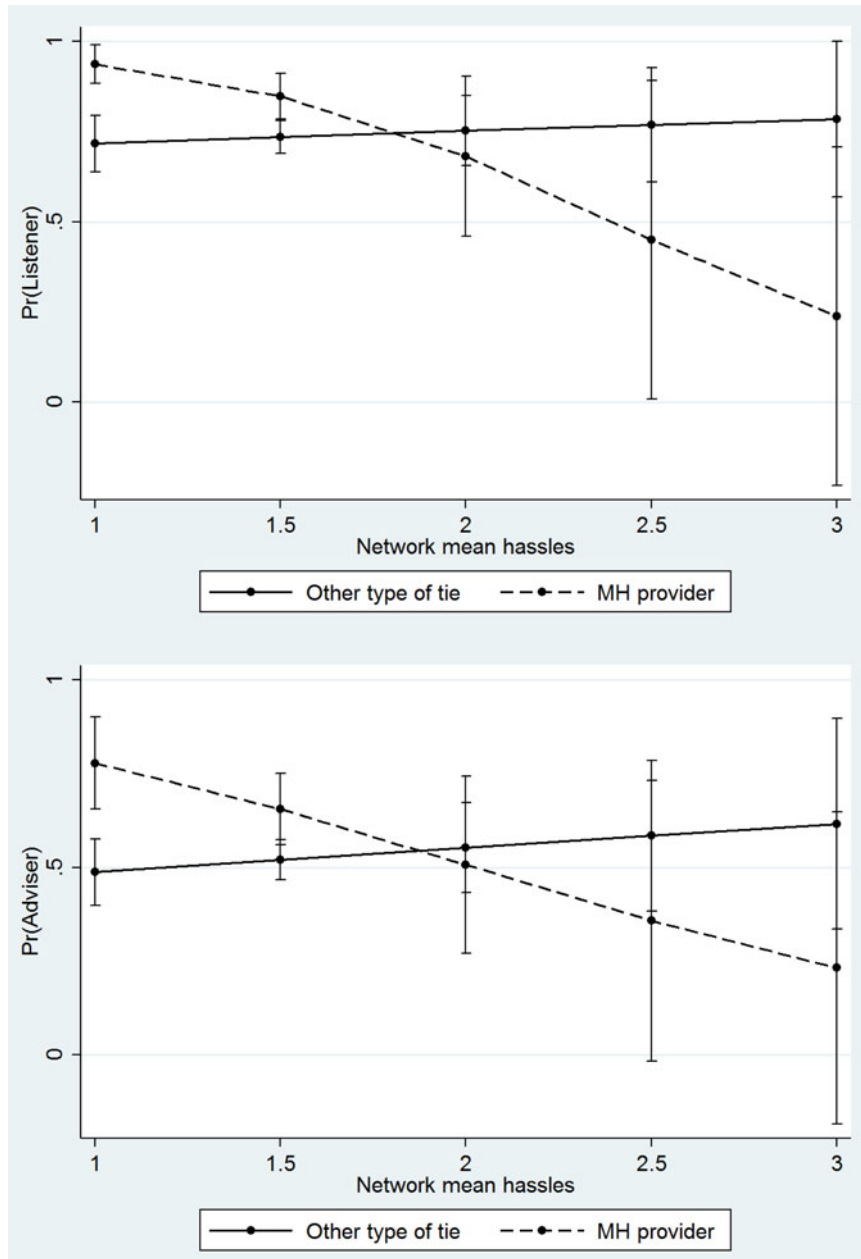 Pr(Listener)
1
.5
0
1 1.5 2 2.5 3
Network mean hassles
Other type of tie MH provider
Pr(Adviser)
1
.5
0
1 1.5 2 2.5 3
Network mean hassles
Other type of tie MH provider